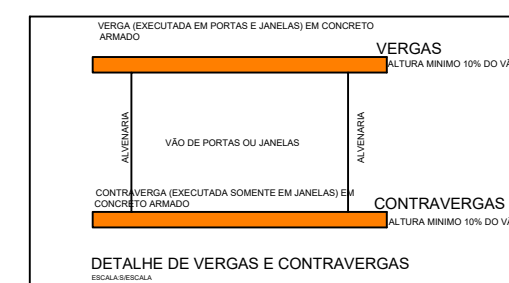 VERGA (EXECUTADA EM PORTAS E JANELAS) EM CONCRETO
ARMADO
VERGAS
ALTURA MINIMO 10% DO
ALVENARIA
VÃO DE PORTAS OU JANELAS
ALVENARIA
CONTRAVERGA (EXECUTADA SOMENTE EM JANELAS) EM
CONCRETO ARMADO
CONTRAVERGAS
ALTURA MINIMO 10% DO
DETALHE DE VERGAS E CONTRAVERGAS
ESCALA:S/ESCALA